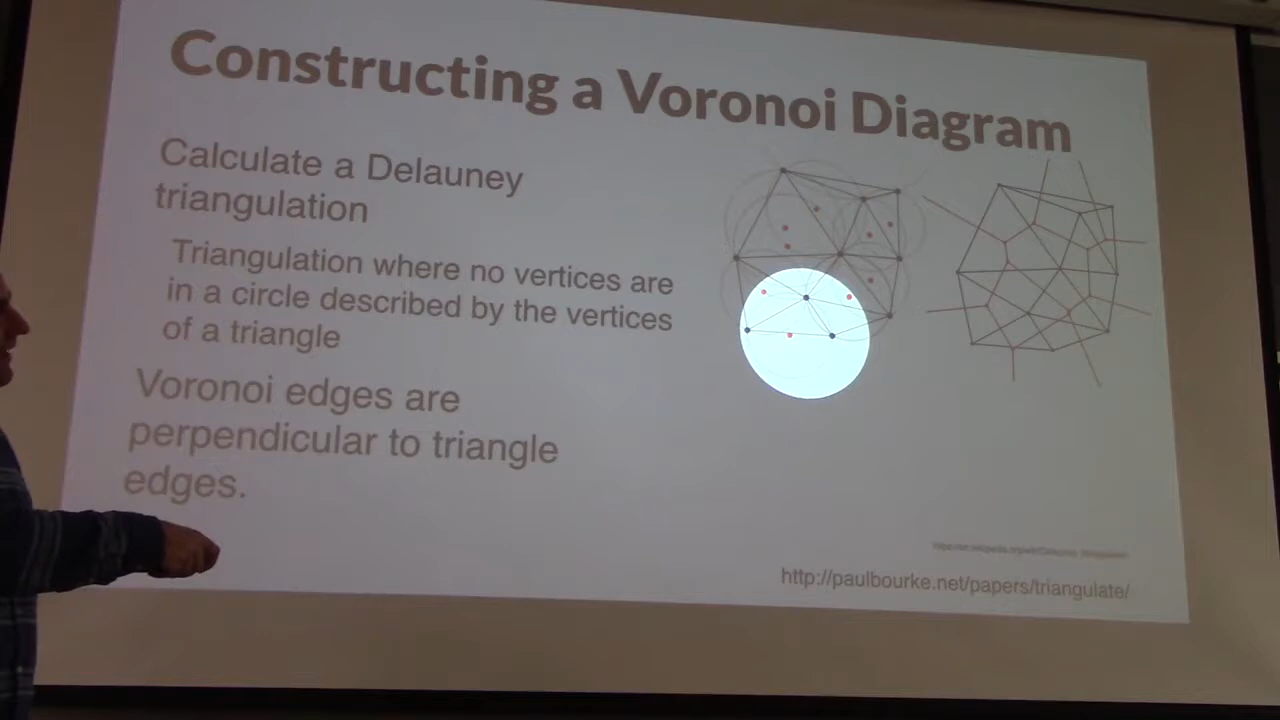 Constructing a Voronoi Diagram
Calculate a Delauney
triangulation
Triangulation where no vertices are
in a circle described by the vertices
of a triangle
Voronoi edges are
perpendicular to triangle
edges.
http://paulbourke.net/papers/triangulate/